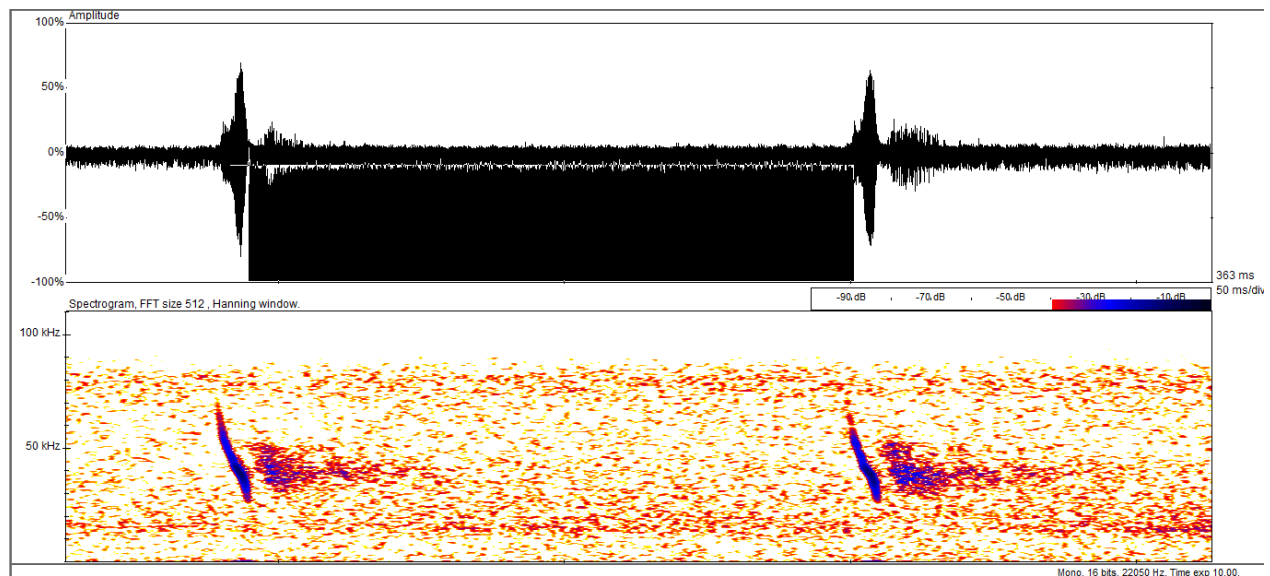 Amplitude
100%
50%
0%
-50%
-100%
363 ms
50 ms/div
Spectrogram, FFT size 512 , Hanning window.
-90 dB -70 dB -50 dB -30 dB -10 dB
100 kHz
50 kHz
Mono, 16 bits, 22050 Hz, Time exp 10.00.